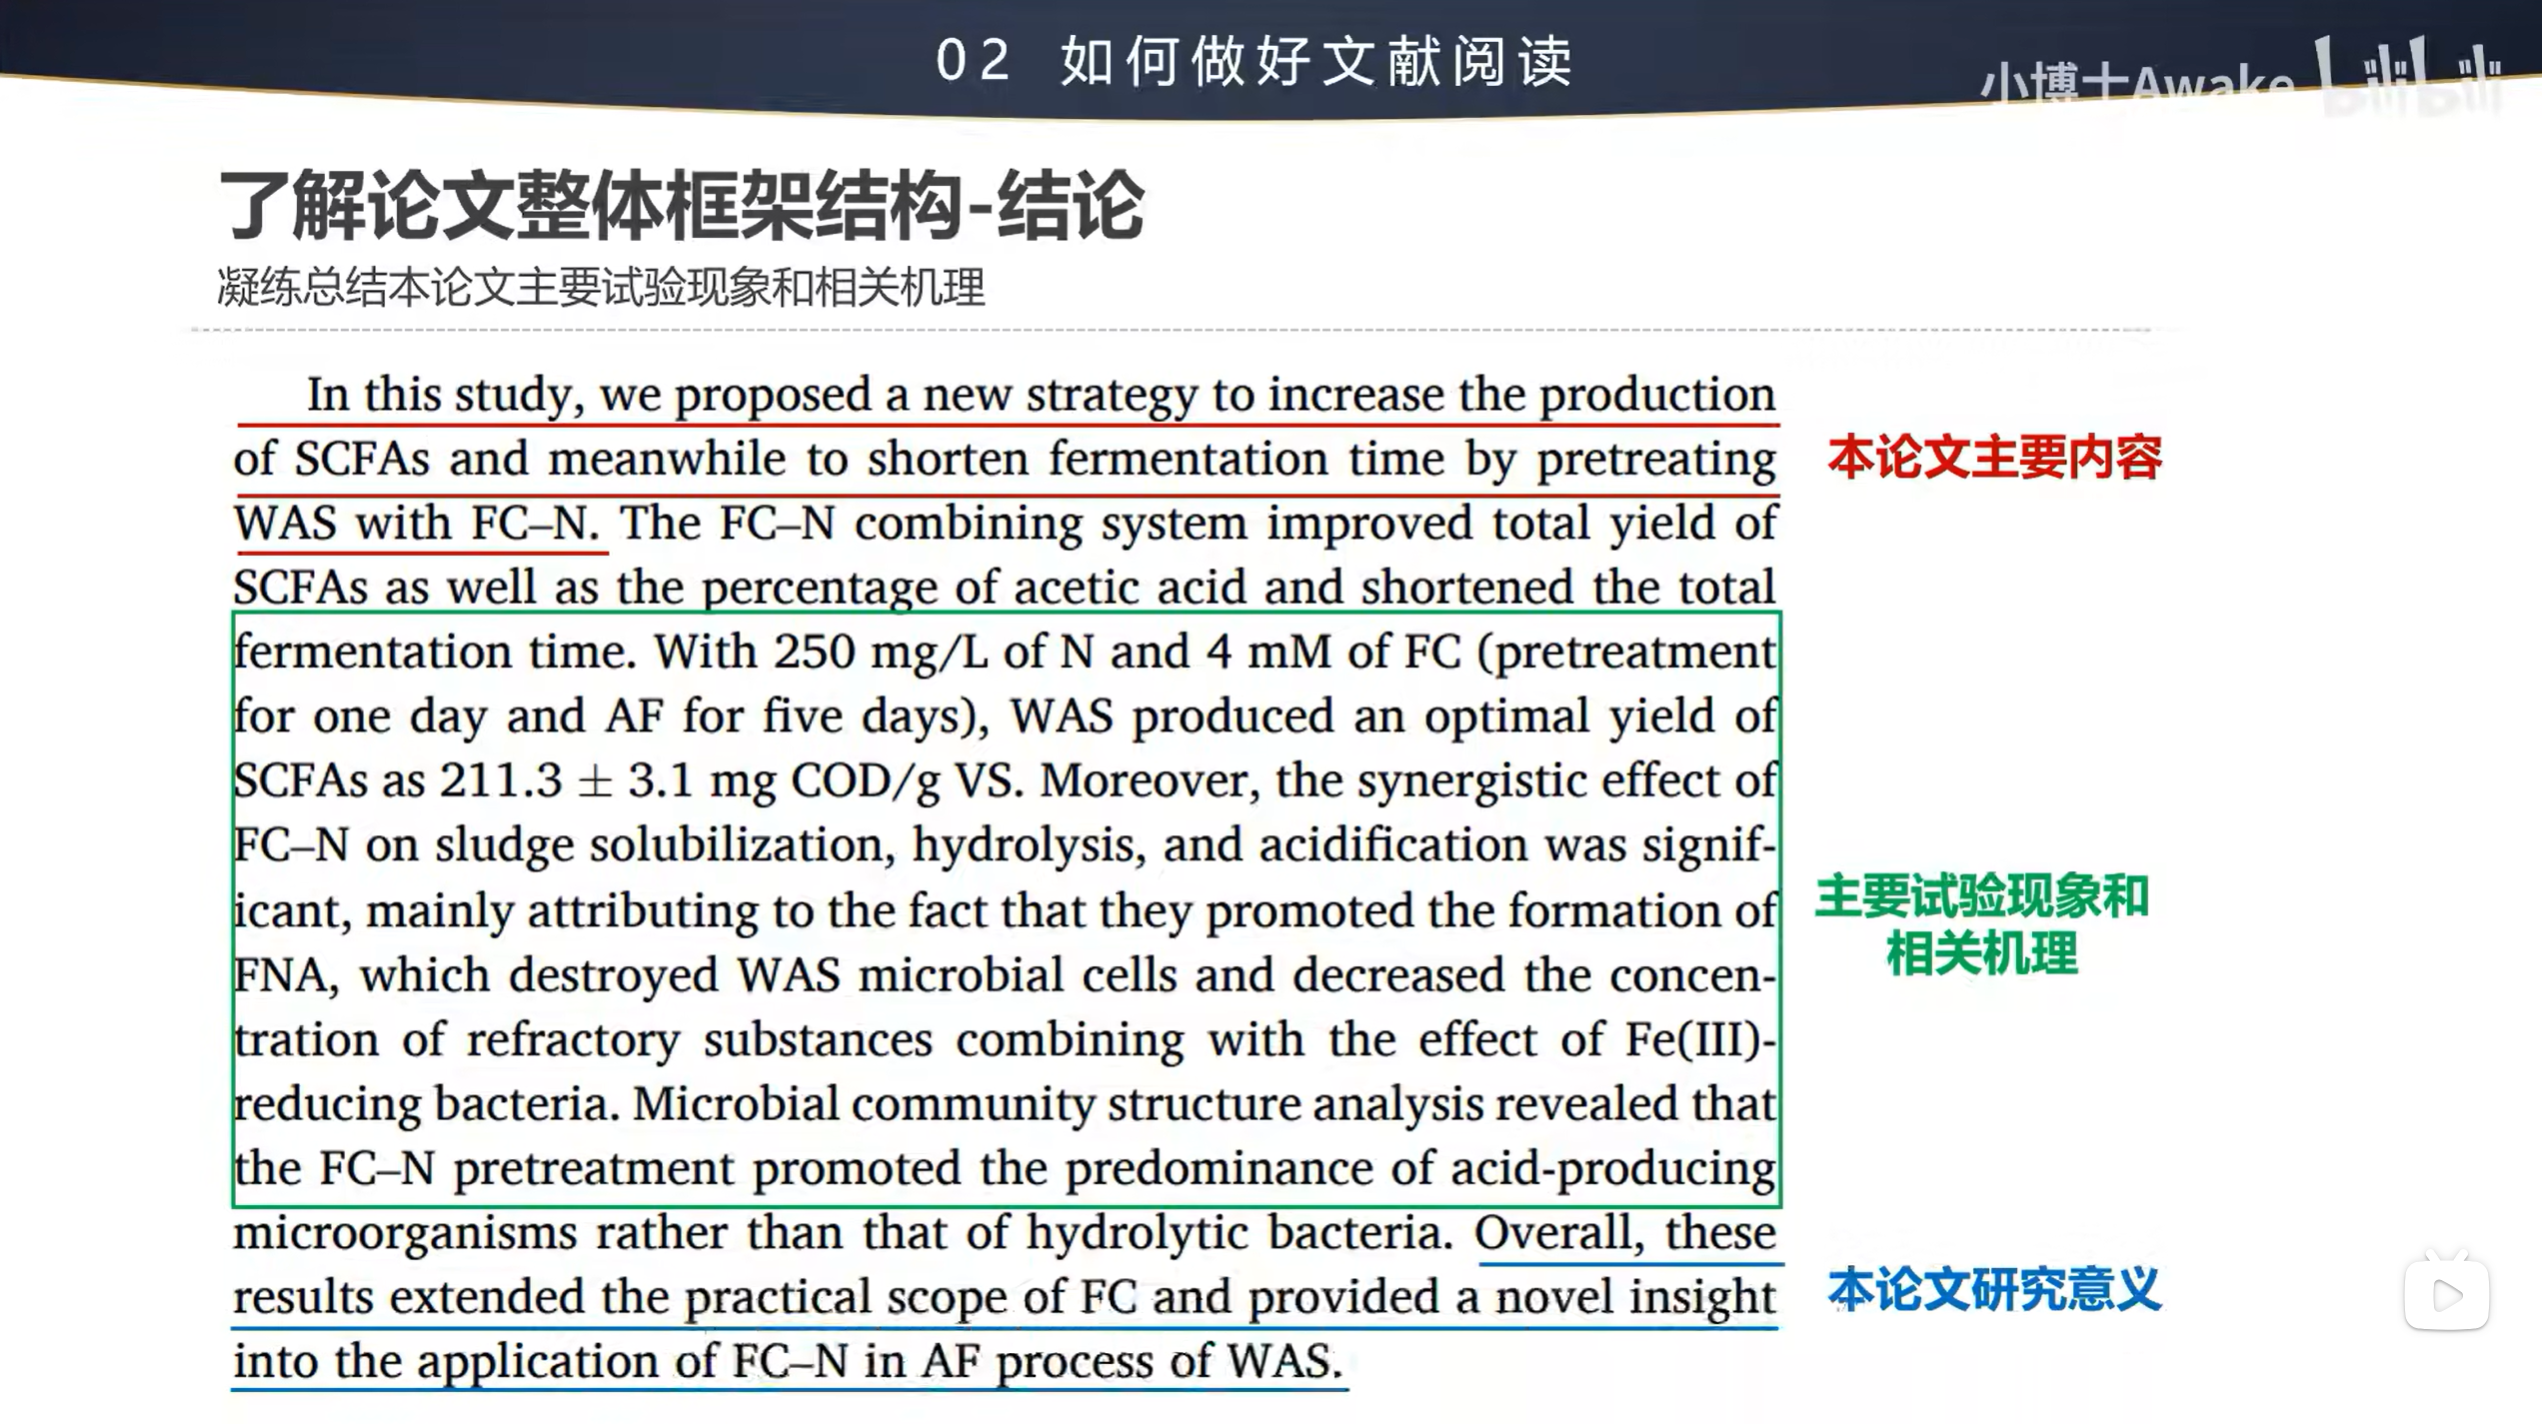 02 如何做好文献阅读
小博士Awake bilibili
了解论文整体框架结构-结论
凝练总结本论文主要试验现象和相关机理
In this study, we proposed a new strategy to increase the production
of SCFAs and meanwhile to shorten fermentation time by pretreating
WAS with FC–N. The FC–N combining system improved total yield of
SCFAs as well as the percentage of acetic acid and shortened the total
fermentation time. With 250 mg/L of N and 4 mM of FC (pretreatment
for one day and AF for five days), WAS produced an optimal yield of
SCFAs as 211.3 ± 3.1 mg COD/g VS. Moreover, the synergistic effect of
FC–N on sludge solubilization, hydrolysis, and acidification was signif-
icant, mainly attributing to the fact that they promoted the formation of
FNA, which destroyed WAS microbial cells and decreased the concen-
tration of refractory substances combining with the effect of Fe(III)-
reducing bacteria. Microbial community structure analysis revealed that
the FC–N pretreatment promoted the predominance of acid-producing
microorganisms rather than that of hydrolytic bacteria. Overall, these
results extended the practical scope of FC and provided a novel insight
into the application of FC–N in AF process of WAS.
本论文主要内容
主要试验现象和
相关机理
本论文研究意义